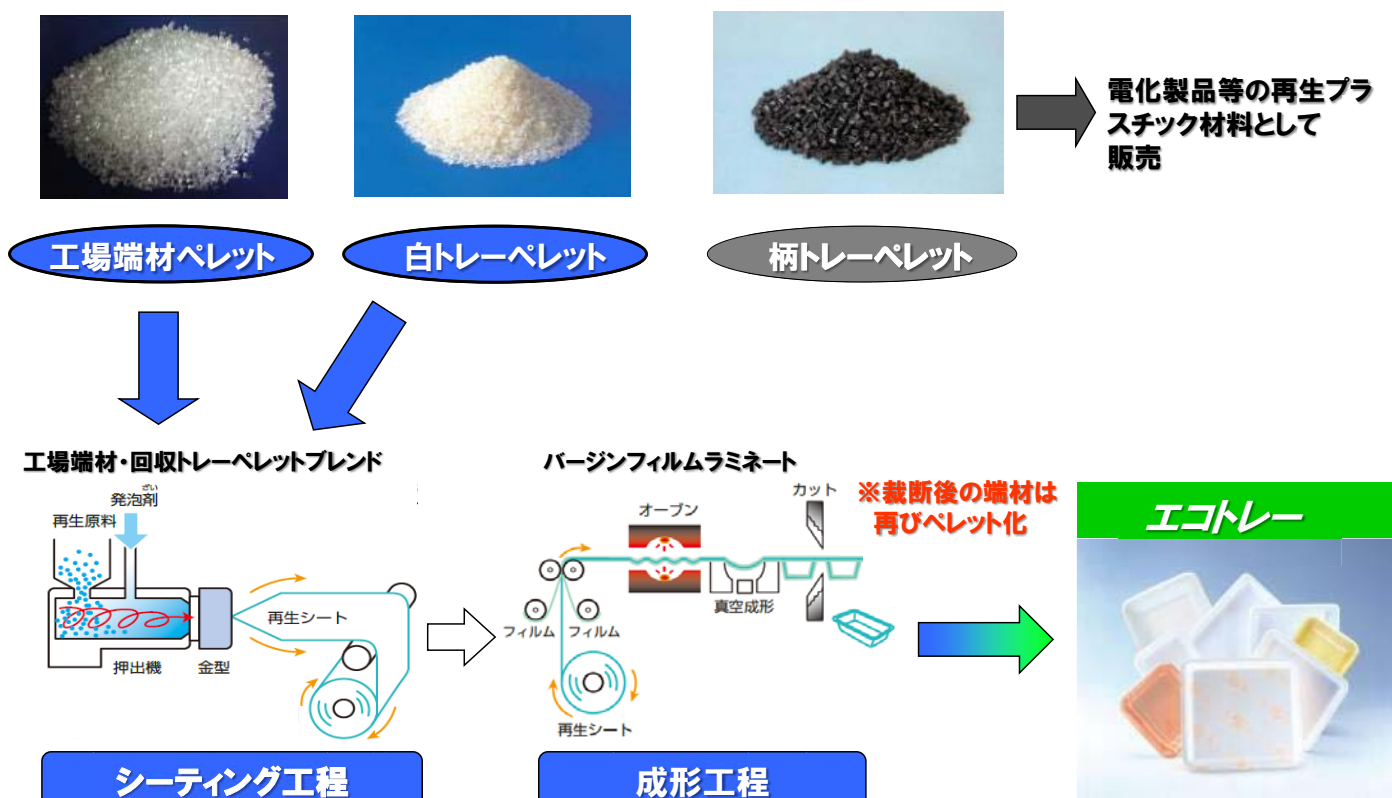 電化製品等の再生プラ
スチック材料として
販売
工場端材ペレット
白トレーペレット
柄トレーペレット
工場端材・回収トレーペレットブレンド
発泡剤
ざい
再生原料
再生シート
押出機
金型
シーティング工程
バージンフィルムラミネート
オーブン
カット
真空成形
フィルム
フィルム
再生シート
成形工程
※裁断後の端材は
再びペレット化
エコトレー